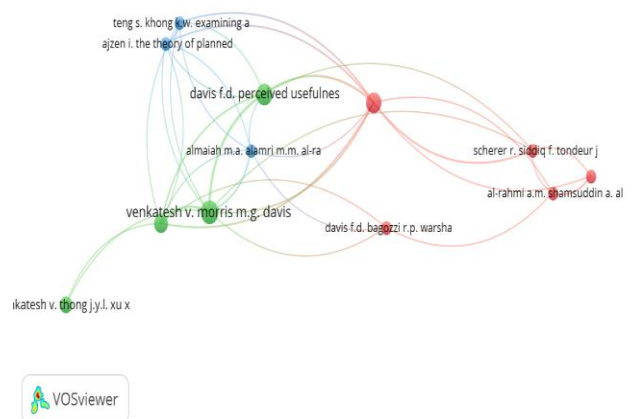 teng s. khong k.w. examining a
ajzen i. the theory of planned
davis f.d. perceived usefulnes
almaiah m.a. alamri m.m. al-ra
scherer r. siddiq f. tondeur j
al-rahmi a.m. shamsuddin a. al
venkatesh v. morris m.g. davis
davis f.d. bagozzi r.p. warsha
katesh v. thong j.y.l. xu x
VOSviewer